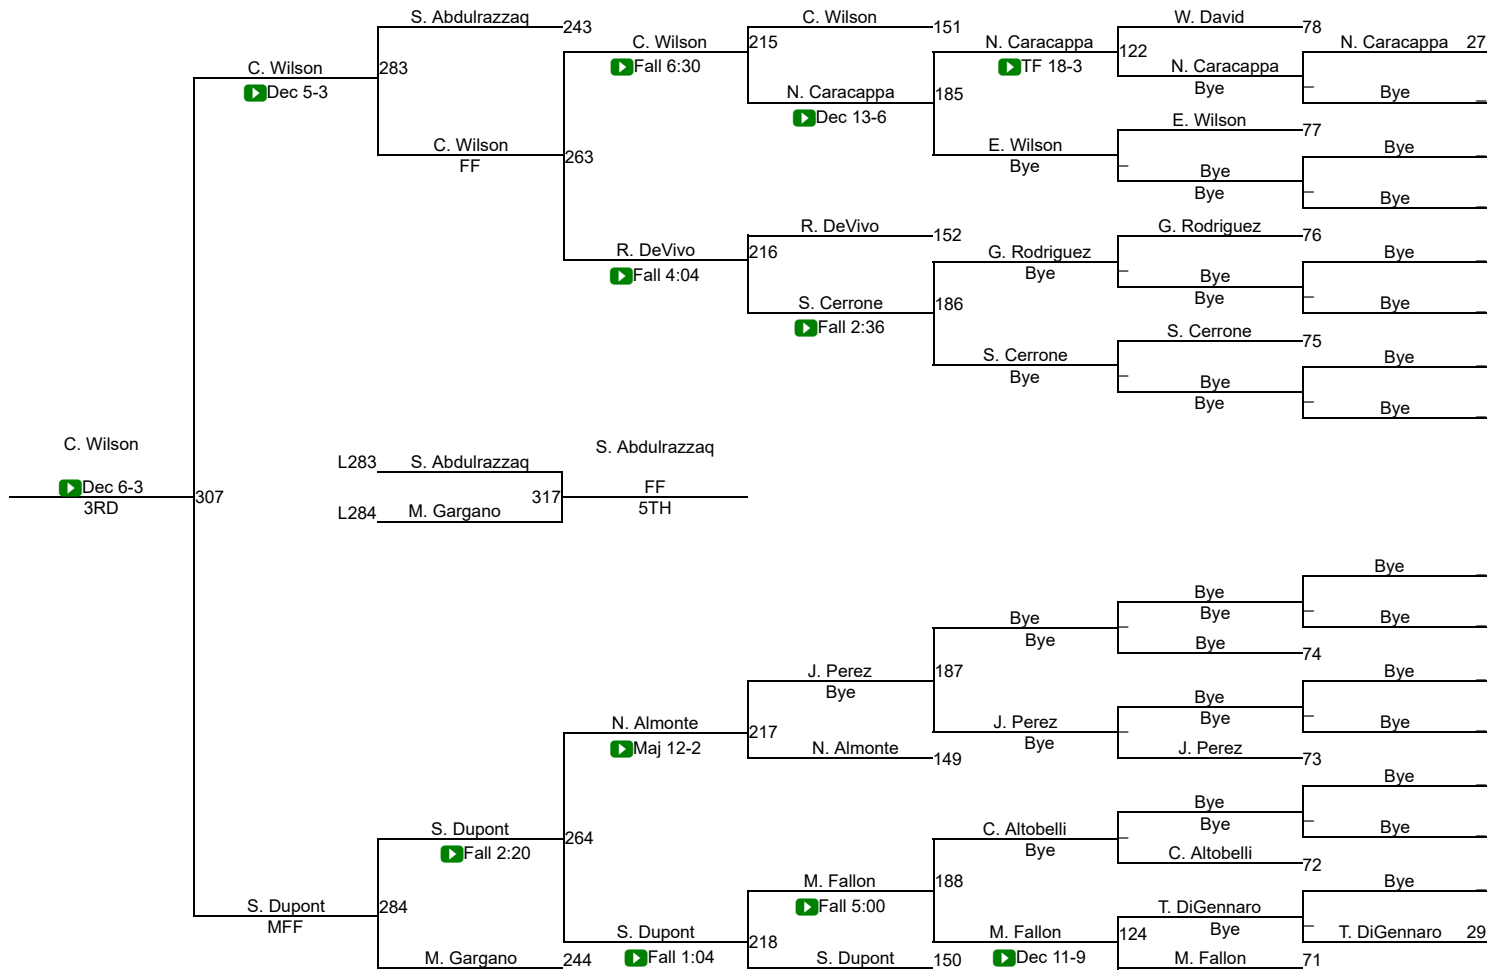 S. Abdulrazzaq 243 C. Wilson 151 W. David 78
C. Wilson 215 N. Caracappa 122 N. Caracappa 27
C. Wilson 283 Fall 6:30 TF 18-3 N. Caracappa
Dec 5-3 N. Caracappa 185 Bye Bye
Dec 13-6 E. Wilson 77
C. Wilson 263 E. Wilson Bye
FF Bye Bye
Bye Bye
R. DeVivo 152 G. Rodriguez 76
R. DeVivo 216 G. Rodriguez Bye
Fall 4:04 Bye Bye
S. Cerrone 186 Bye Bye
Fall 2:36 S. Cerrone 75
S. Cerrone Bye
Bye Bye
Bye Bye
C. Wilson S. Abdulrazzaq
L283 S. Abdulrazzaq
Dec 6-3 307 317 FF
3RD 5TH
L284 M. Gargano
Bye
Bye
Bye Bye Bye
Bye Bye 74
J. Perez 187 Bye
Bye Bye
N. Almonte J. Perez Bye Bye
Maj 12-2 217 Bye
N. Almonte 149 J. Perez 73
Bye
Bye
S. Dupont 264 C. Altobelli Bye Bye
Fall 2:20 Bye
C. Altobelli 72
M. Fallon 188 Bye
S. Dupont 284 Fall 5:00 T. DiGennaro
MFF Bye
S. Dupont 218 M. Fallon 124 T. DiGennaro 29
M. Gargano 244 Fall 1:04 S. Dupont 150 Dec 11-9 M. Fallon 71